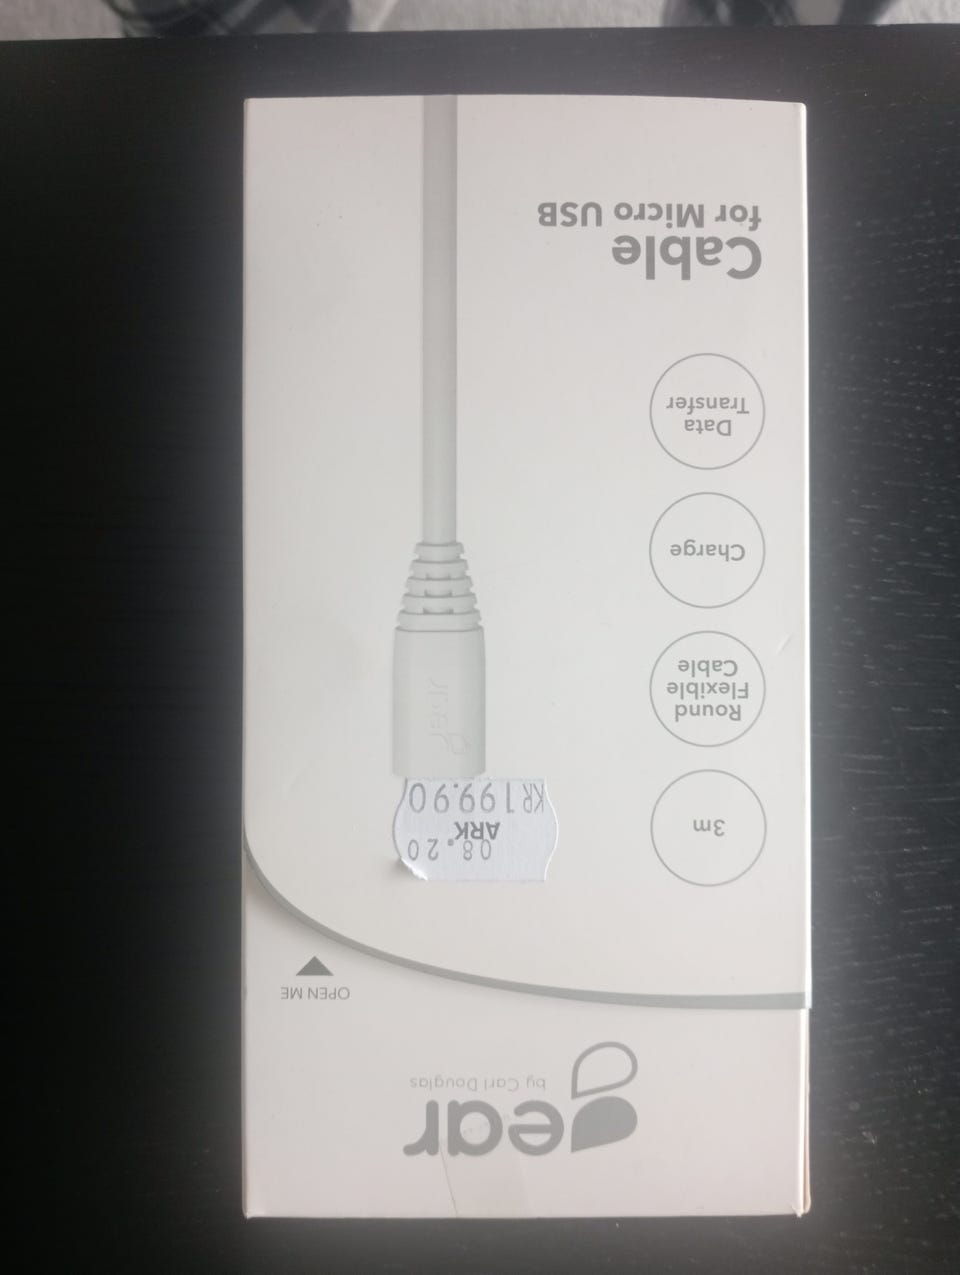 gear
by Carl Douglas
OPEN ME
08.20
ARK
KR199.90
gear
3m
Round
Flexible
Cable
Charge
Data
Transfer
Cable
for Micro USB